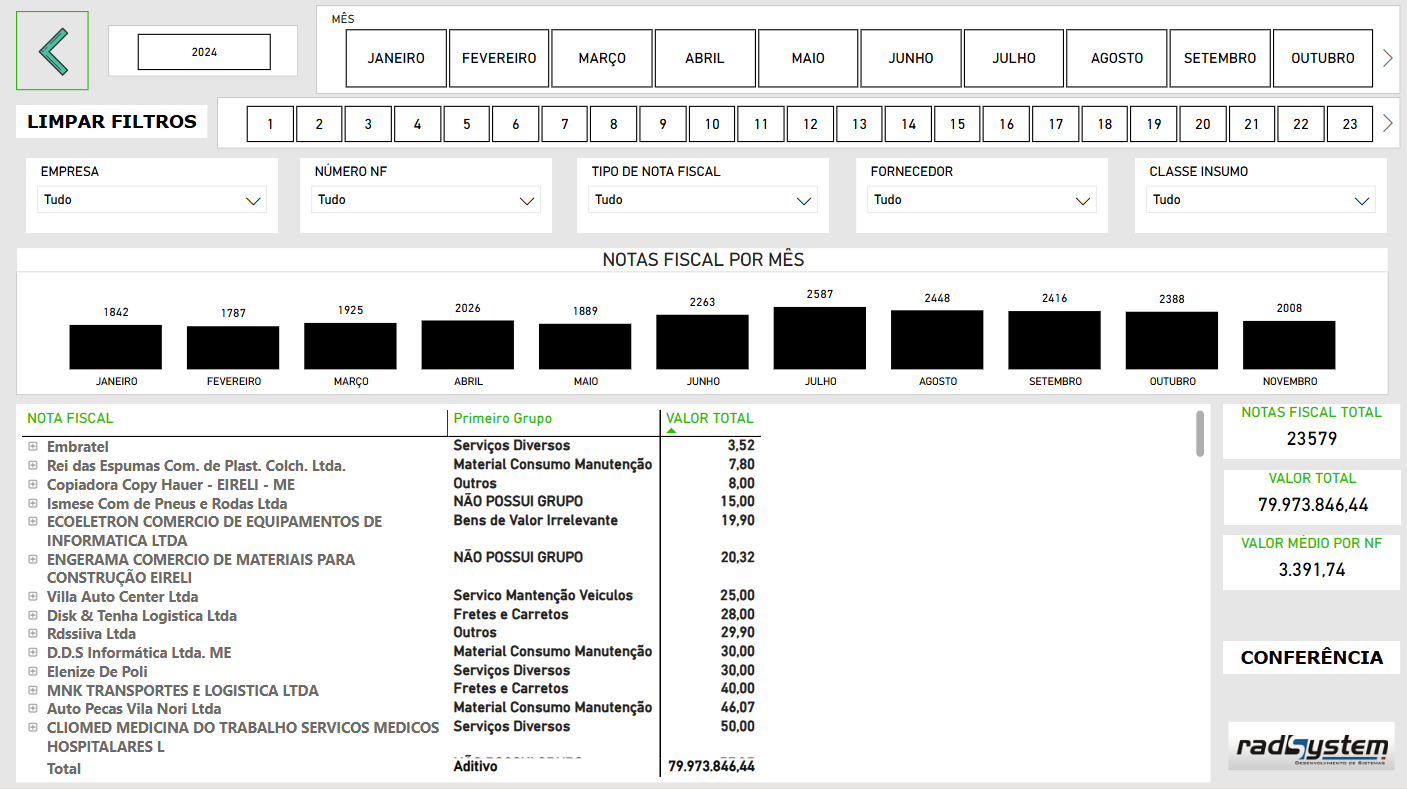 2024
MÊS
JANEIRO FEVEREIRO MARÇO ABRIL MAIO JUNHO JULHO AGOSTO SETEMBRO OUTUBRO
LIMPAR FILTROS
1 2 3 4 5 6 7 8 9 10 11 12 13 14 15 16 17 18 19 20 21 22 23
EMPRESA NÚMERO NF TIPO DE NOTA FISCAL FORNECEDOR CLASSE INSUMO
Tudo Tudo Tudo Tudo Tudo
NOTAS FISCAL POR MÊS
1842 1787 1925 2026 1889 2263 2587 2448 2416 2388 2008
JANEIRO FEVEREIRO MARÇO ABRIL MAIO JUNHO JULHO AGOSTO SETEMBRO OUTUBRO NOVEMBRO
NOTA FISCAL Primeiro Grupo VALOR TOTAL
Embratel Serviços Diversos 3,52
Rei das Espumas Com. de Plast. Colch. Ltda. Material Consumo Manutenção 7,80
Copiadora Copy Hauer - EIRELI - ME Outros 8,00
Ismese Com de Pneus e Rodas Ltda NÃO POSSUI GRUPO 15,00
ECOELETRON COMERCIO DE EQUIPAMENTOS DE Bens de Valor Irrelevante 19,90
INFORMATICA LTDA
ENGERAMA COMERCIO DE MATERIAIS PARA NÃO POSSUI GRUPO 20,32
CONSTRUÇÃO EIRELI
Villa Auto Center Ltda Servico Mantenção Veiculos 25,00
Disk & Tenha Logistica Ltda Fretes e Carretos 28,00
Rdssiiva Ltda Outros 29,90
D.D.S Informática Ltda. ME Material Consumo Manutenção 30,00
Elenize De Poli Serviços Diversos 30,00
MNK TRANSPORTES E LOGISTICA LTDA Fretes e Carretos 40,00
Auto Pecas Vila Nori Ltda Material Consumo Manutenção 46,07
CLIOMED MEDICINA DO TRABALHO SERVICOS MEDICOS Serviços Diversos 50,00
HOSPITALARES L
Total Aditivo 79.973.846,44
NOTAS FISCAL TOTAL
23579
VALOR TOTAL
79.973.846,44
VALOR MÉDIO POR NF
3.391,74
CONFERÊNCIA
radsystem
DESENVOLVIMENTO DE SISTEMAS